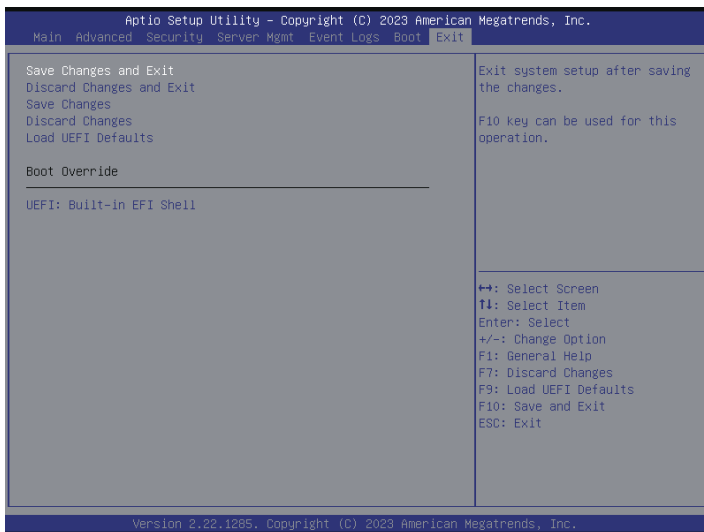 Aptio Setup Utility – Copyright (C) 2023 American Megatrends, Inc.
Main Advanced Security Server Mgmt Event Logs Boot Exit
Save Changes and Exit
Discard Changes and Exit
Save Changes
Discard Changes
Load UEFI Defaults
Boot Override
UEFI: Built-in EFI Shell
Exit system setup after saving
the changes.
F10 key can be used for this
operation.
↔: Select Screen
↑↓: Select Item
Enter: Select
+/-: Change Option
F1: General Help
F7: Discard Changes
F9: Load UEFI Defaults
F10: Save and Exit
ESC: Exit
Version 2.22.1285. Copyright (C) 2023 American Megatrends, Inc.